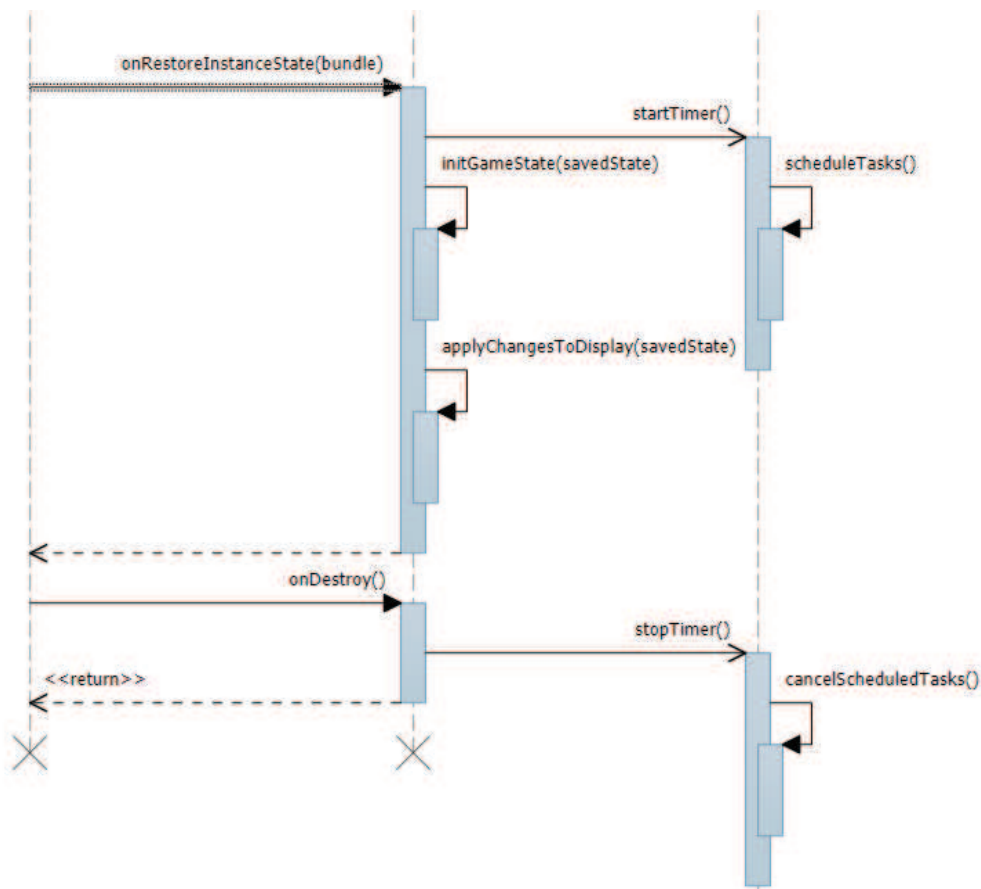 onRestoreInstanceState(bundle)
startTimer()
initGameState(savedState)
scheduleTasks()
applyChangesToDisplay(savedState)
onDestroy()
stopTimer()
<<return>>
cancelScheduledTasks()